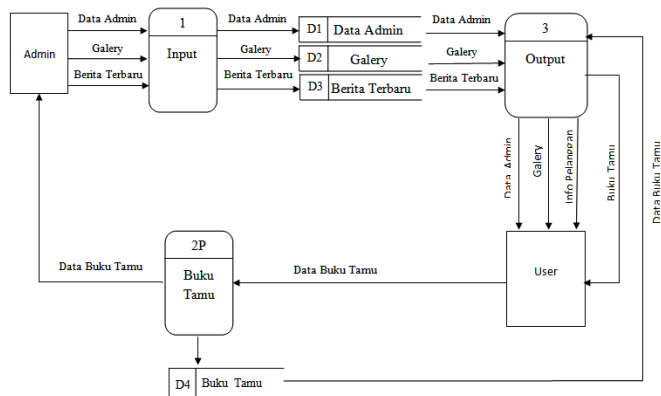 Admin
Data Admin
Galery
Berita Terbaru
1
Input
Data Admin
Galery
Berita Terbaru
D1 Data Admin
D2 Galery
D3 Berita Terbaru
Data Admin
Galery
Berita Terbaru
3
Output
Data Admin
Galery
Info Pelanggan
Buku Tamu
Data Buku Tamu
User
Data Buku Tamu
2P
Buku
Tamu
Data Buku Tamu
D4 Buku Tamu